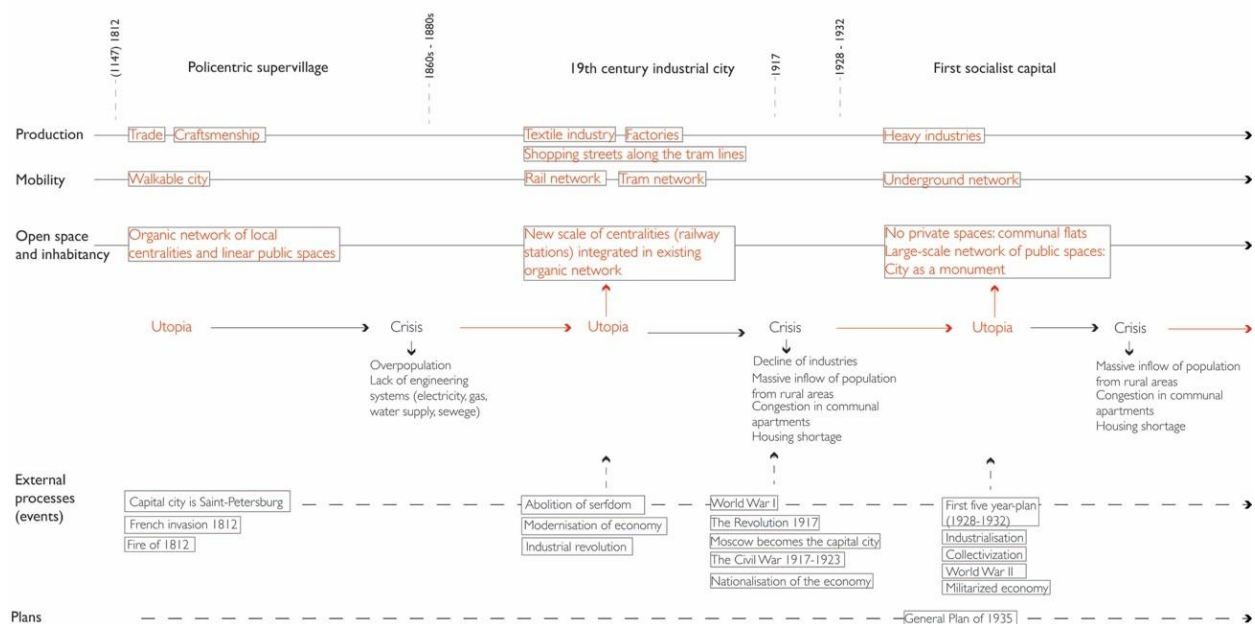 (1147) 1812
1860s - 1880s
1917
1928 - 1932
Policentric supervillage
19th century industrial city
First socialist capital
Production
Trade
Craftsmenship
Textile industry
Factories
Shopping streets along the tram lines
Heavy industries
Mobility
Walkable city
Rail network
Tram network
Underground network
Open space
and inhabitancy
Organic network of local
centralities and linear public spaces
New scale of centralities (railway
stations) integrated in existing
organic network
No private spaces: communal flats
Large-scale network of public spaces:
City as a monument
Utopia
Crisis
Utopia
Crisis
Utopia
Crisis
Overpopulation
Lack of engineering
systems (electricity, gas,
water supply, sewege)
Decline of industries
Massive inflow of population
from rural areas
Congestion in communal
apartments
Housing shortage
Massive inflow of population
from rural areas
Congestion in communal
apartments
Housing shortage
External
processes
(events)
Capital city is Saint-Petersburg
French invasion 1812
Fire of 1812
Abolition of serfdom
Modernisation of economy
Industrial revolution
World War I
The Revolution 1917
Moscow becomes the capital city
The Civil War 1917-1923
Nationalisation of the economy
First five year-plan
(1928-1932)
Industrialisation
Collectivization
World War II
Militarized economy
Plans
General Plan of 1935